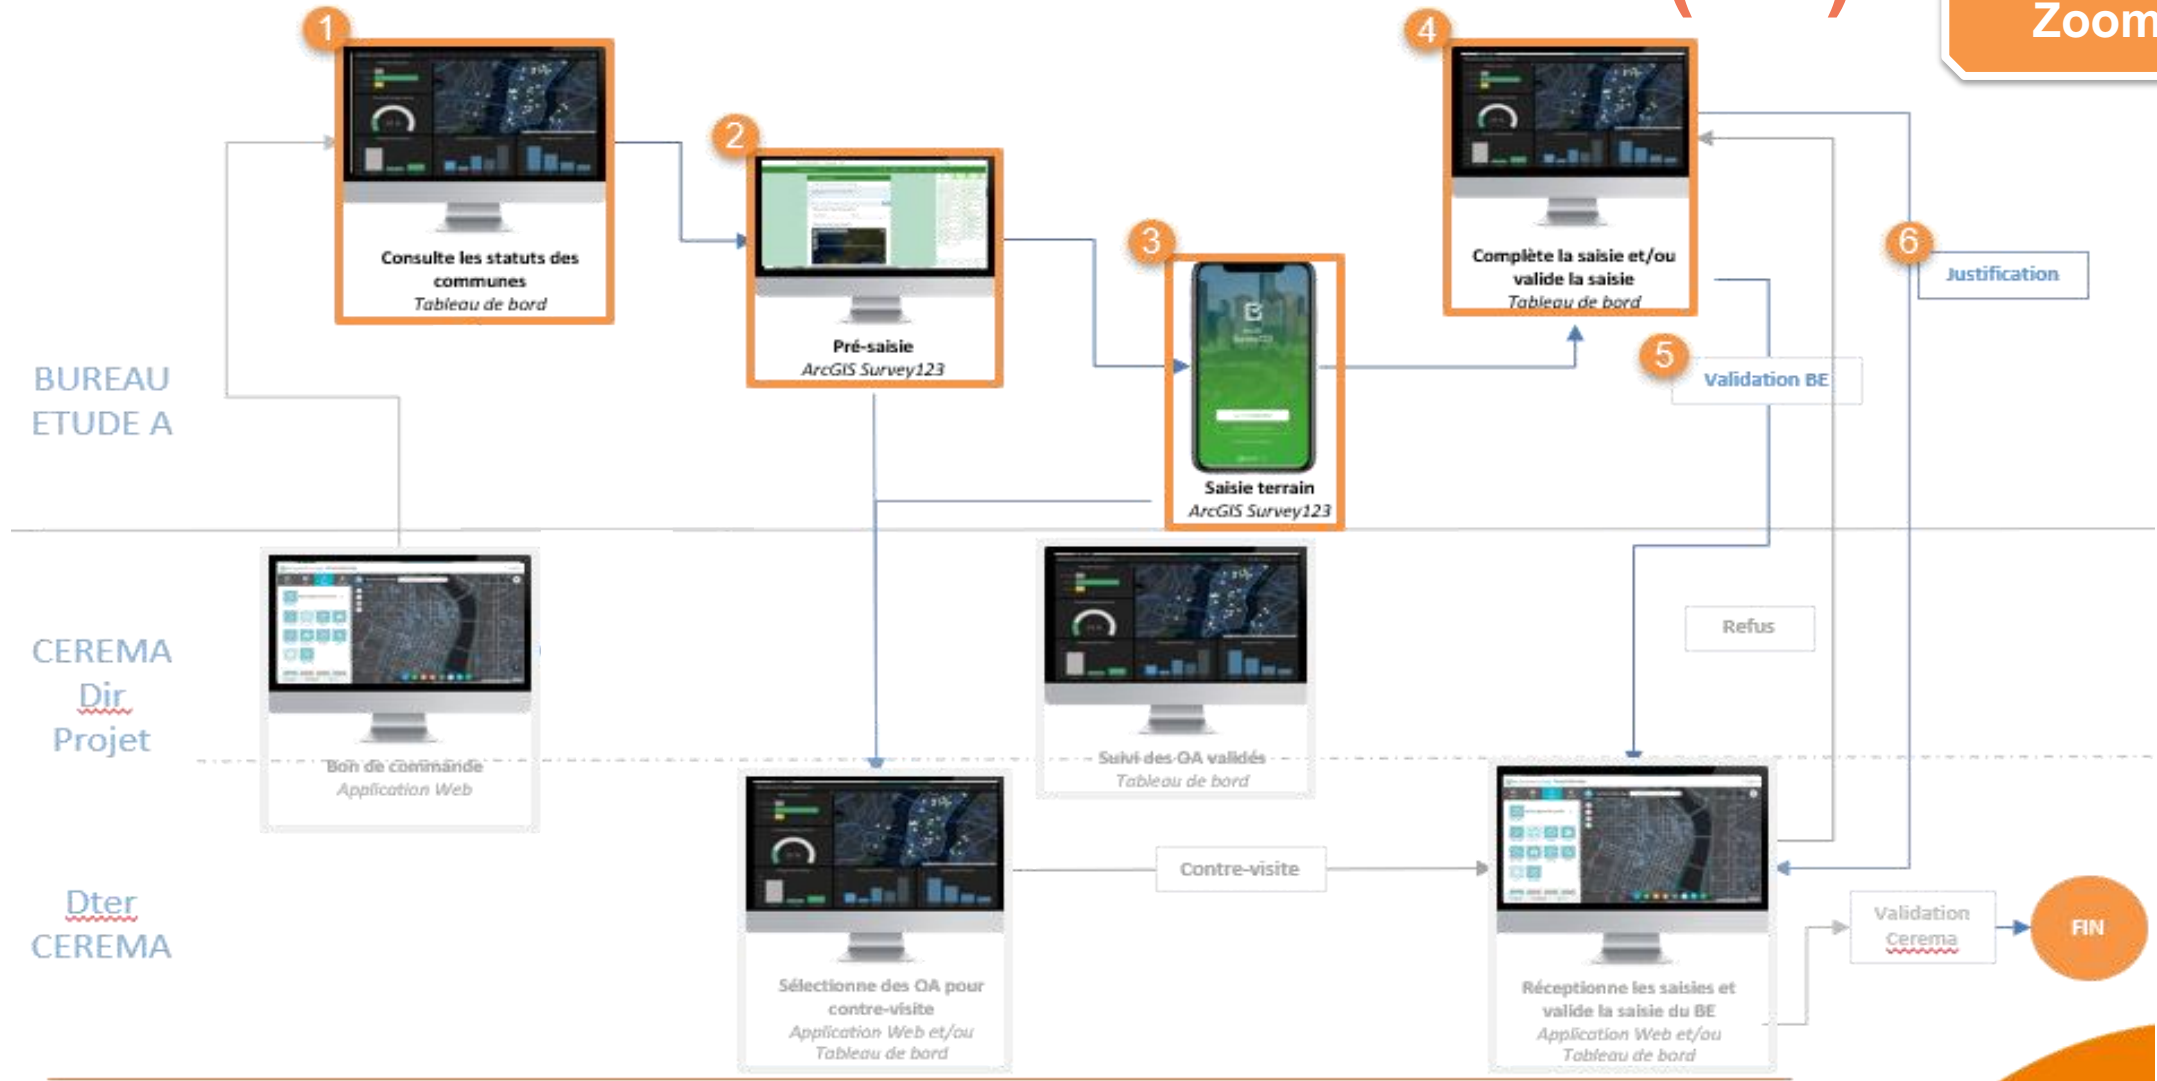 Zoom
1
4
2
Consulte les statuts des
communes
Tableau de bord
3
Complète la saisie et/ou
valide la saisie
Tableau de bord
6
Justification
Pré-saisie
ArcGIS Survey123
5
Validation BE
BUREAU
ETUDE A
Saisie terrain
ArcGIS Survey123
CEREMA
Dir
Projet
Refus
Bon de commande
Application Web
Suivi des OA validés
Tableau de bord
Contre-visite
Dter
CEREMA
Validation
Cerema
FIN
Sélectionne des OA pour
contre-visite
Application Web et/ou
Tableau de bord
Réceptionne les saisies et
valide la saisie du BE
Application Web et/ou
Tableau de bord